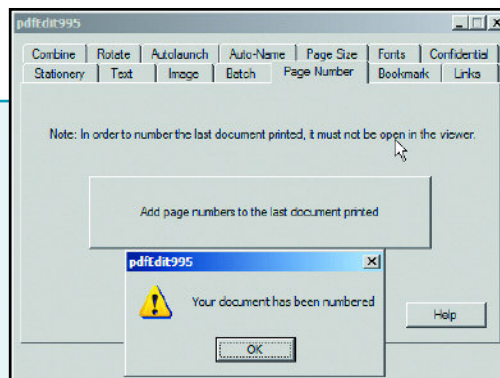 pdfEdit995
Combine Rotate Autolaunch Auto-Name Page Size Fonts Confidential
Stationery Text Image Batch Page Number Bookmark Links
Note: In order to number the last document printed, it must not be open in the viewer.
Add page numbers to the last document printed
pdfEdit995
Your document has been numbered
Help
OK